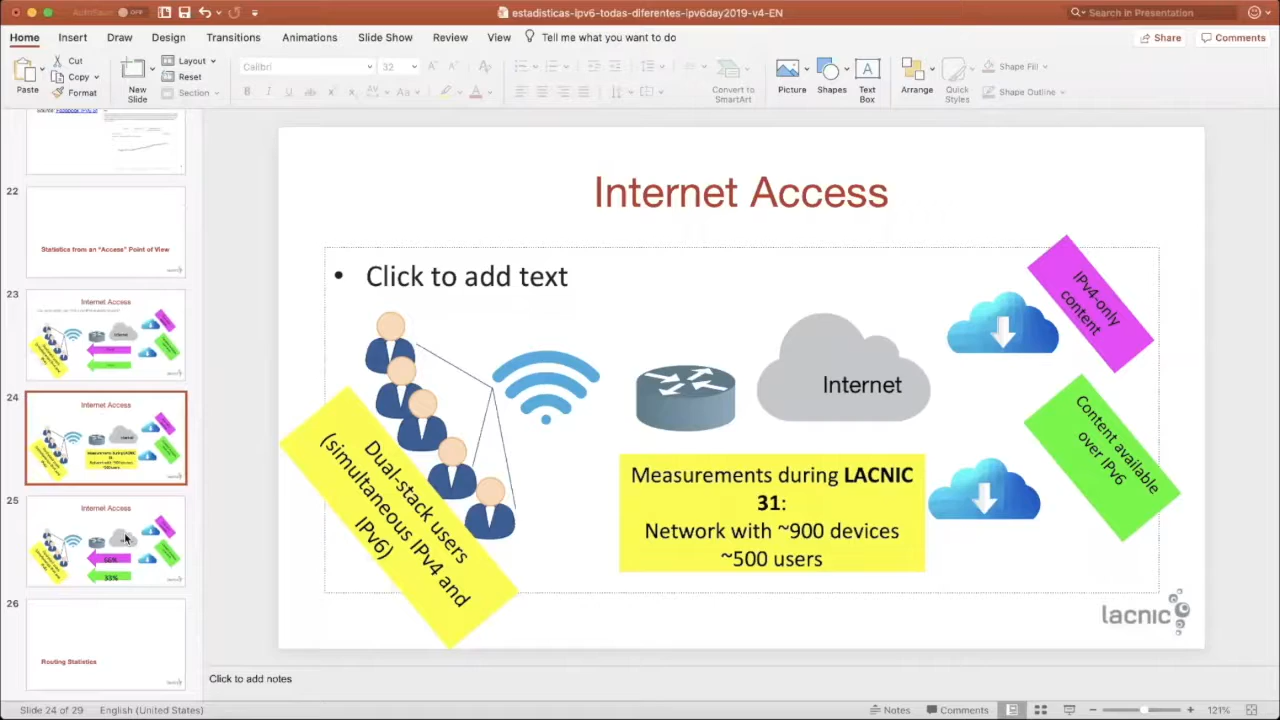 AutoSave OFF
estadisticas-ipv6-todas-diferentes-ipv6day2019-v4-EN
Search in Presentation
Home Insert Draw Design Transitions Animations Slide Show Review View Tell me what you want to do
Share Comments
Paste
Cut
Copy
Format
New
Slide
Layout
Reset
Section
Calibri
32
Convert to
SmartArt
Picture
Shapes
Text
Box
Arrange
Quick
Styles
Shape Fill
Shape Outline
22
Statistics from an "Access" Point of View
23
Internet Access
24
Internet Access
25
Internet Access
66%
33%
26
Routing Statistics
Internet Access
• Click to add text
IPv4-only
content
Internet
Content available
over IPv6
Dual-stack users
(simultaneous IPv4 and
IPv6)
Measurements during LACNIC
31:
Network with ~900 devices
~500 users
lacnic
Click to add notes
Slide 24 of 29 English (United States)
Notes Comments 121%